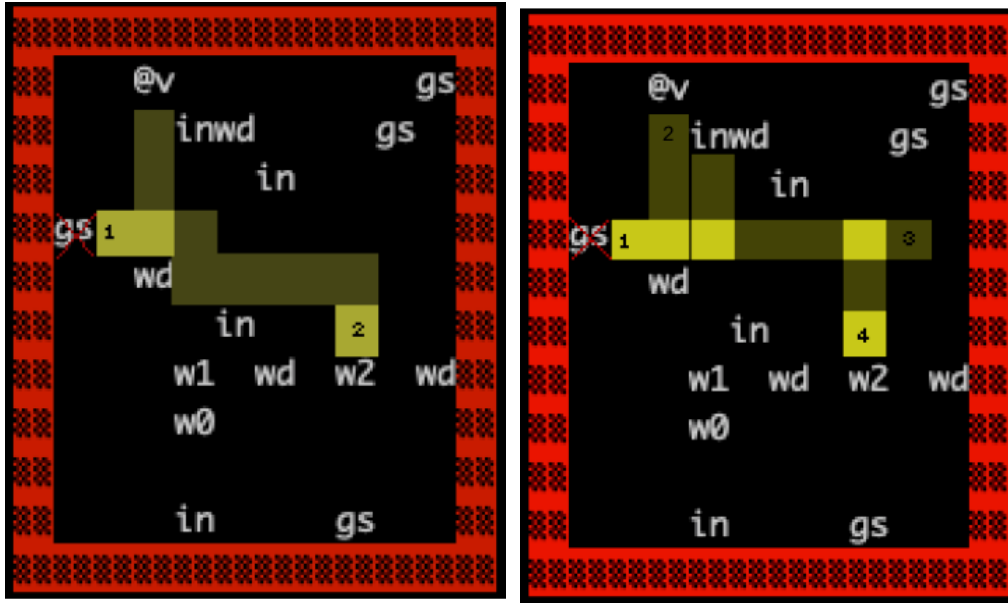 @v gs
inwd gs
in
gs 1
wd
in 2
w1 wd w2 wd
w0
in gs
@v gs
2 inwd gs
in
gs 1 3
wd
in 4
w1 wd w2 wd
w0
in gs